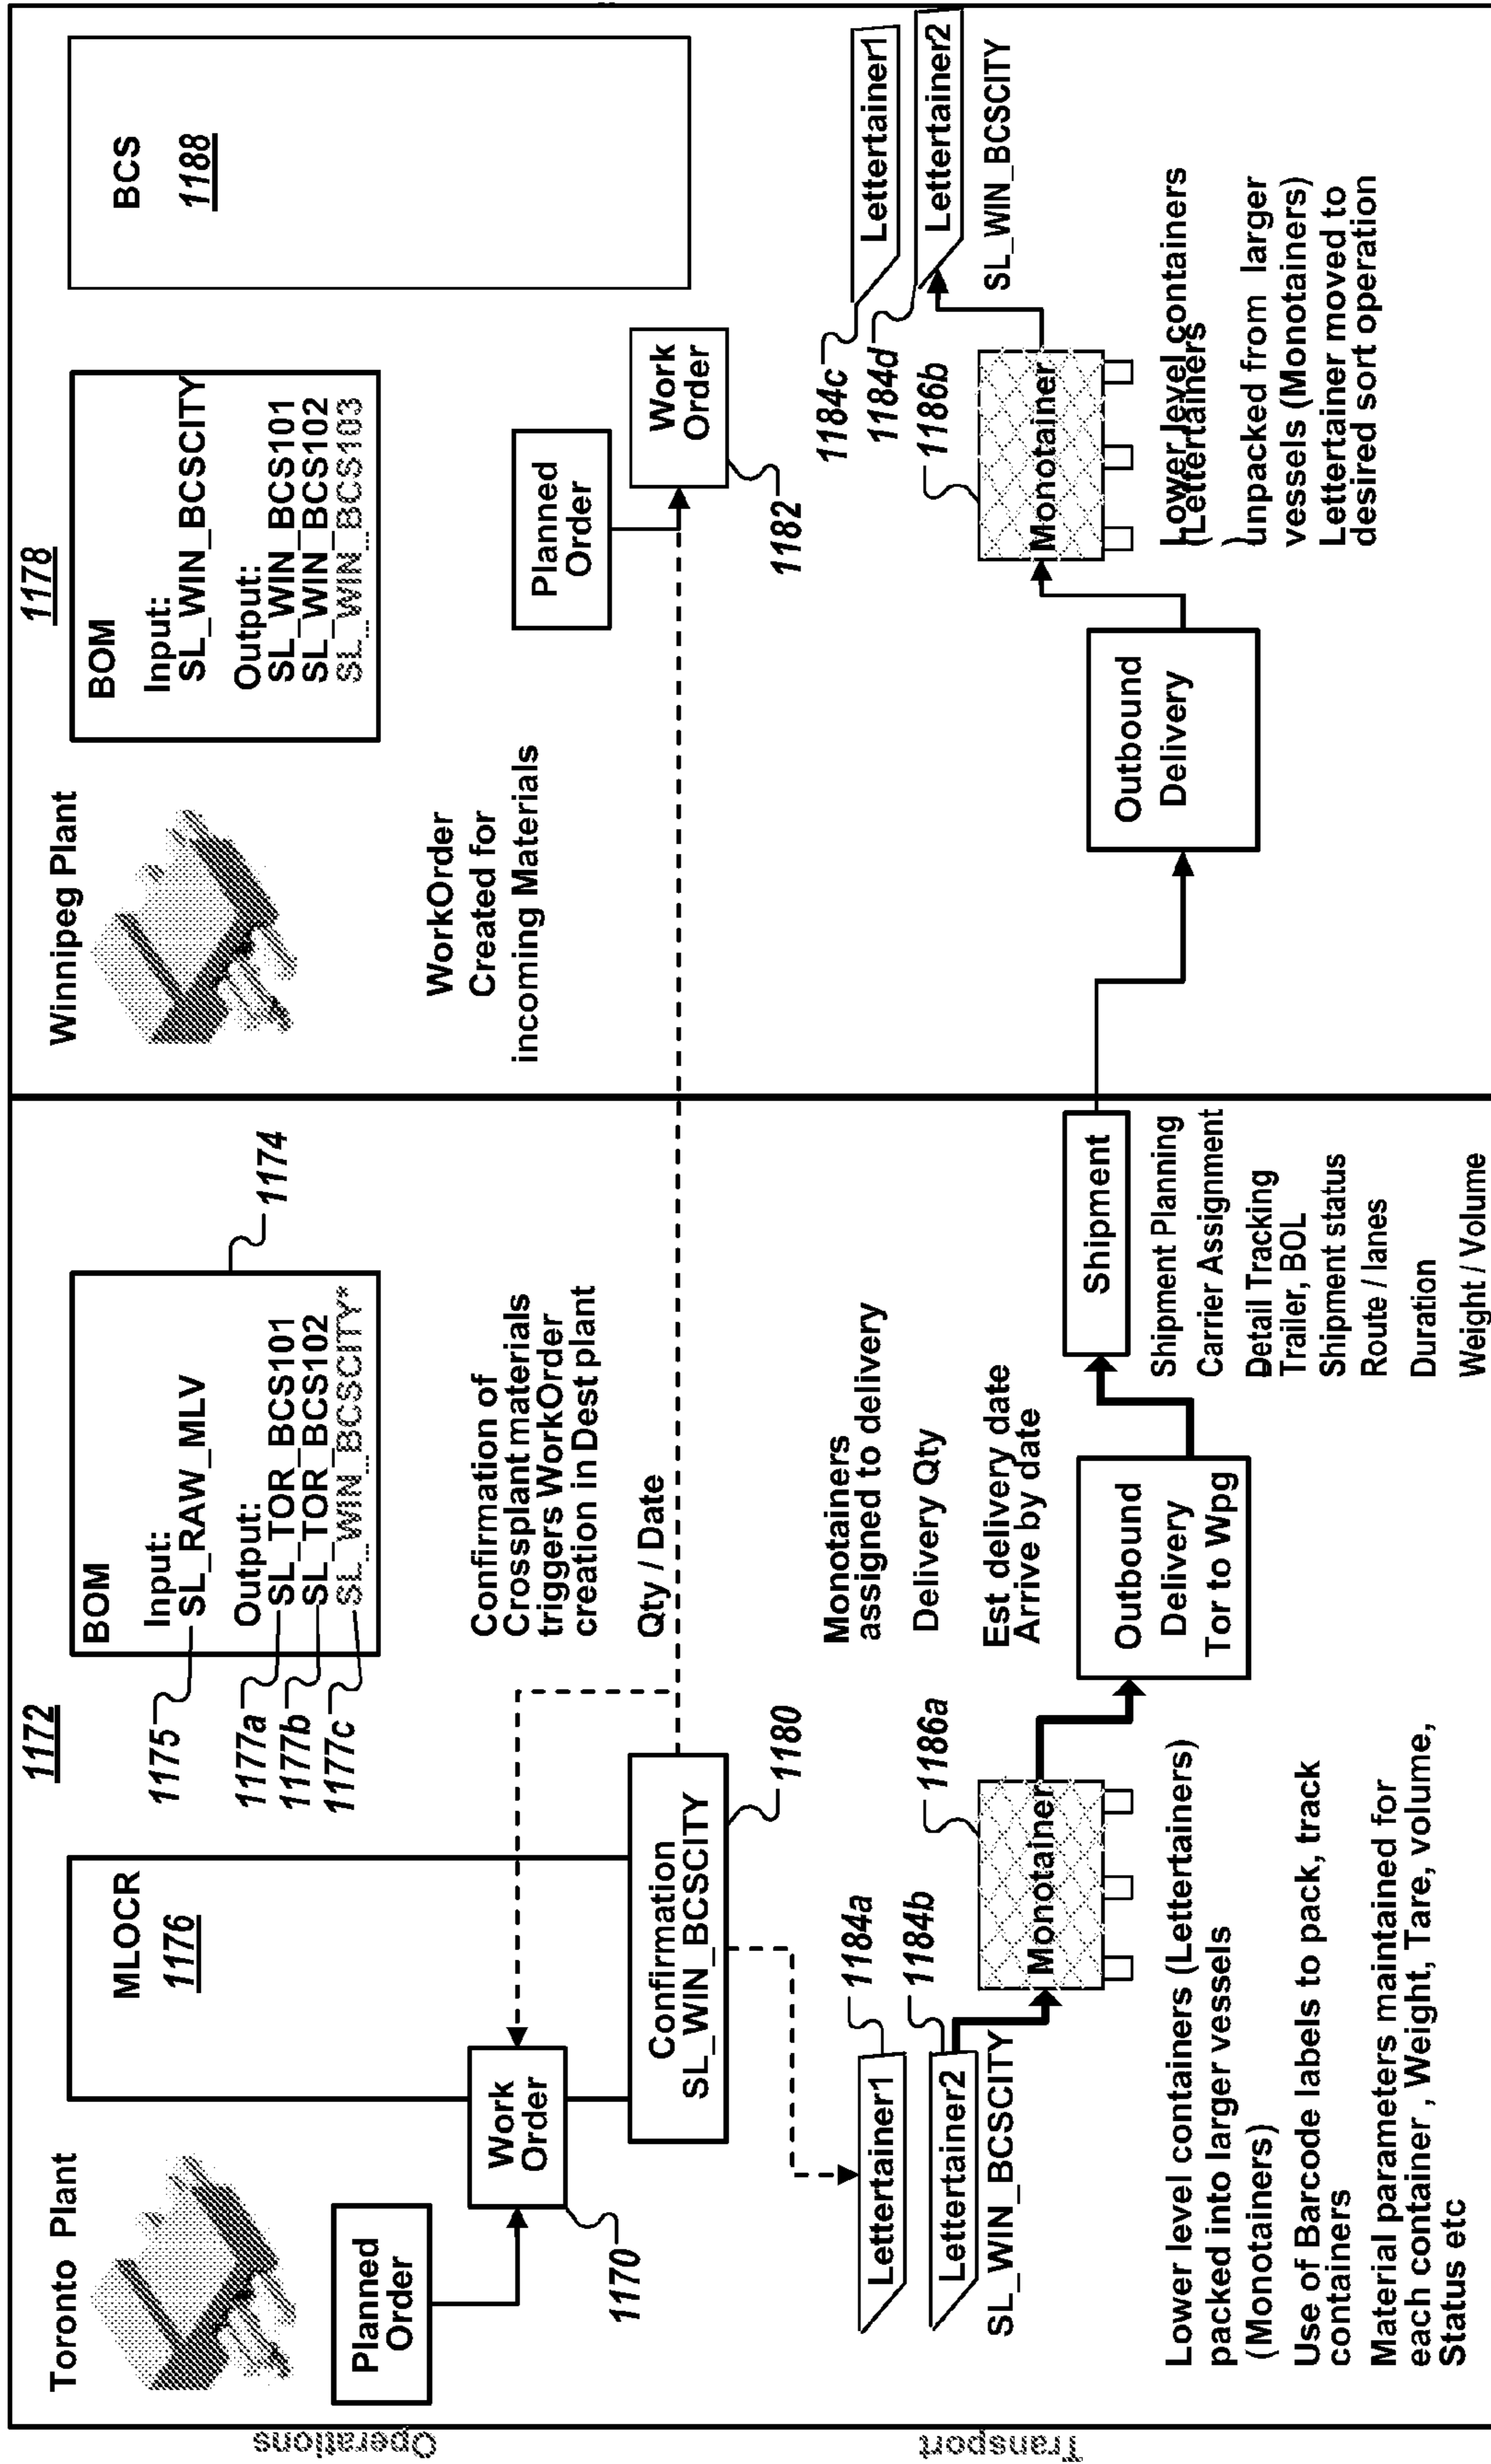 Operations
Transport
Toronto Plant
1172
MLOCR
1176
BOM
Input:
SL_RAW_MLV
Output:
SL_TOR_BCS101
SL_TOR_BCS102
SL_WIN_BCSCITY*
1174
1175
1177a
1177b
1177c
Planned
Order
Work
Order
1170
Confirmation
SL_WIN_BCSCITY
1180
Confirmation of
Crossplant materials
triggers WorkOrder
creation in Dest plant
Qty / Date
Lettertainer1
1184a
Lettertainer2
1184b
SL_WIN_BCSCITY
Monotainer
1186a
Monotainers
assigned to delivery
Delivery Qty
Est delivery date
Arrive by date
Outbound
Delivery
Tor to Wpg
Shipment
Shipment Planning
Carrier Assignment
Detail Tracking
Trailer, BOL
Shipment status
Route / lanes
Duration
Weight / Volume
Lower level containers (Lettertainers)
packed into larger vessels
(Monotainers)
Use of Barcode labels to pack, track
containers
Material parameters maintained for
each container , Weight, Tare, volume,
Status etc
Winnipeg Plant
1178
BOM
Input:
SL_WIN_BCSCITY
Output:
SL_WIN_BCS101
SL_WIN_BCS102
SL_WIN_BCS103
BCS
1188
WorkOrder
Created for
incoming Materials
Planned
Order
Work
Order
1182
Outbound
Delivery
Monotainer
1186b
1184c
Lettertainer1
1184d
Lettertainer2
SL_WIN_BCSCITY
Lower level containers
(Lettertainers
)
unpacked from larger
vessels (Monotainers)
Lettertainer moved to
desired sort operation